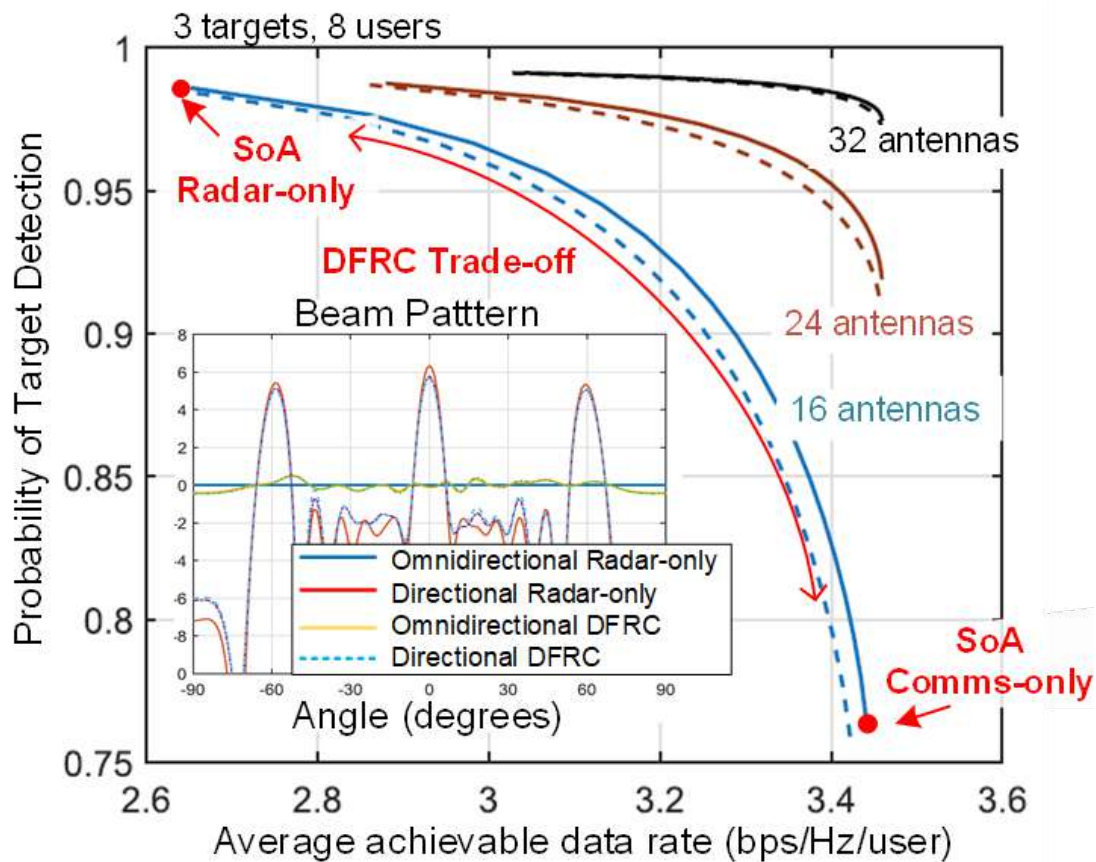 3 targets, 8 users
1
0.95
0.9
0.85
0.8
0.75
2.6
2.8
3
3.2
3.4
3.6
Probability of Target Detection
Average achievable data rate (bps/Hz/user)
SoA
Radar-only
DFRC Trade-off
32 antennas
24 antennas
16 antennas
SoA
Comms-only
Beam Patttern
8
6
4
2
0
-2
-4
-6
-8
0
-90
-60
-30
0
30
60
90
Angle (degrees)
Omnidirectional Radar-only
Directional Radar-only
Omnidirectional DFRC
Directional DFRC